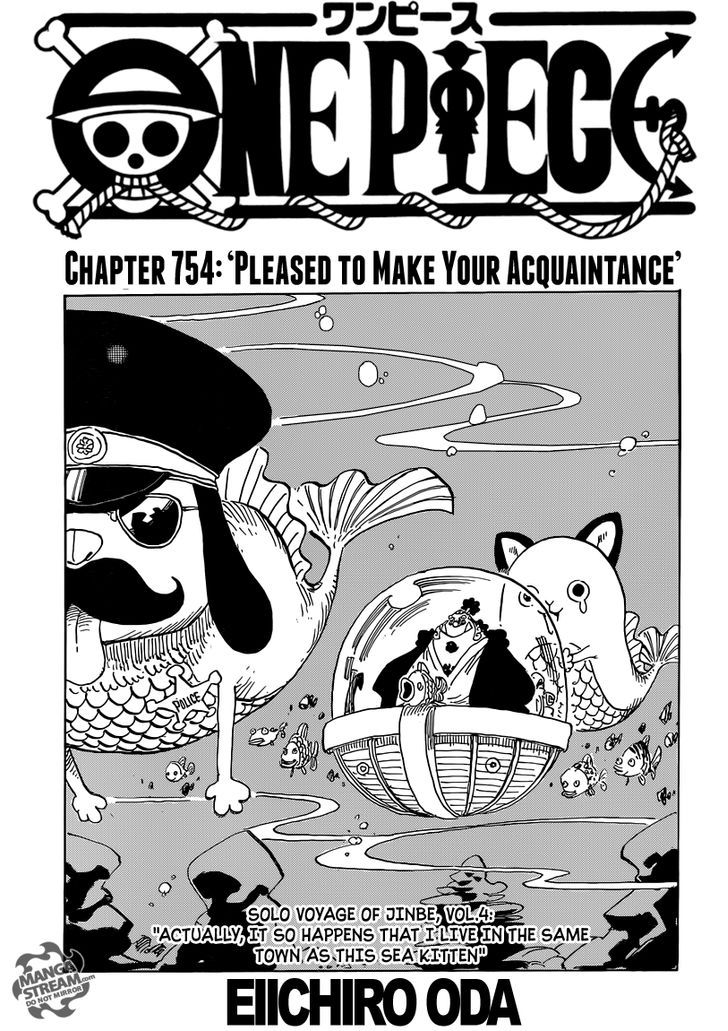 ワンピース
ONE PIECE
CHAPTER 754: ‘PLEASED TO MAKE YOUR ACQUAINTANCE’
POLICE
SOLO VOYAGE OF JINBE, VOL.4:
"ACTUALLY, IT SO HAPPENS THAT I LIVE IN THE SAME
TOWN AS THIS SEA KITTEN"
MANGA
STREAM.com
DO NOT MIRROR
EIICHIRO ODA